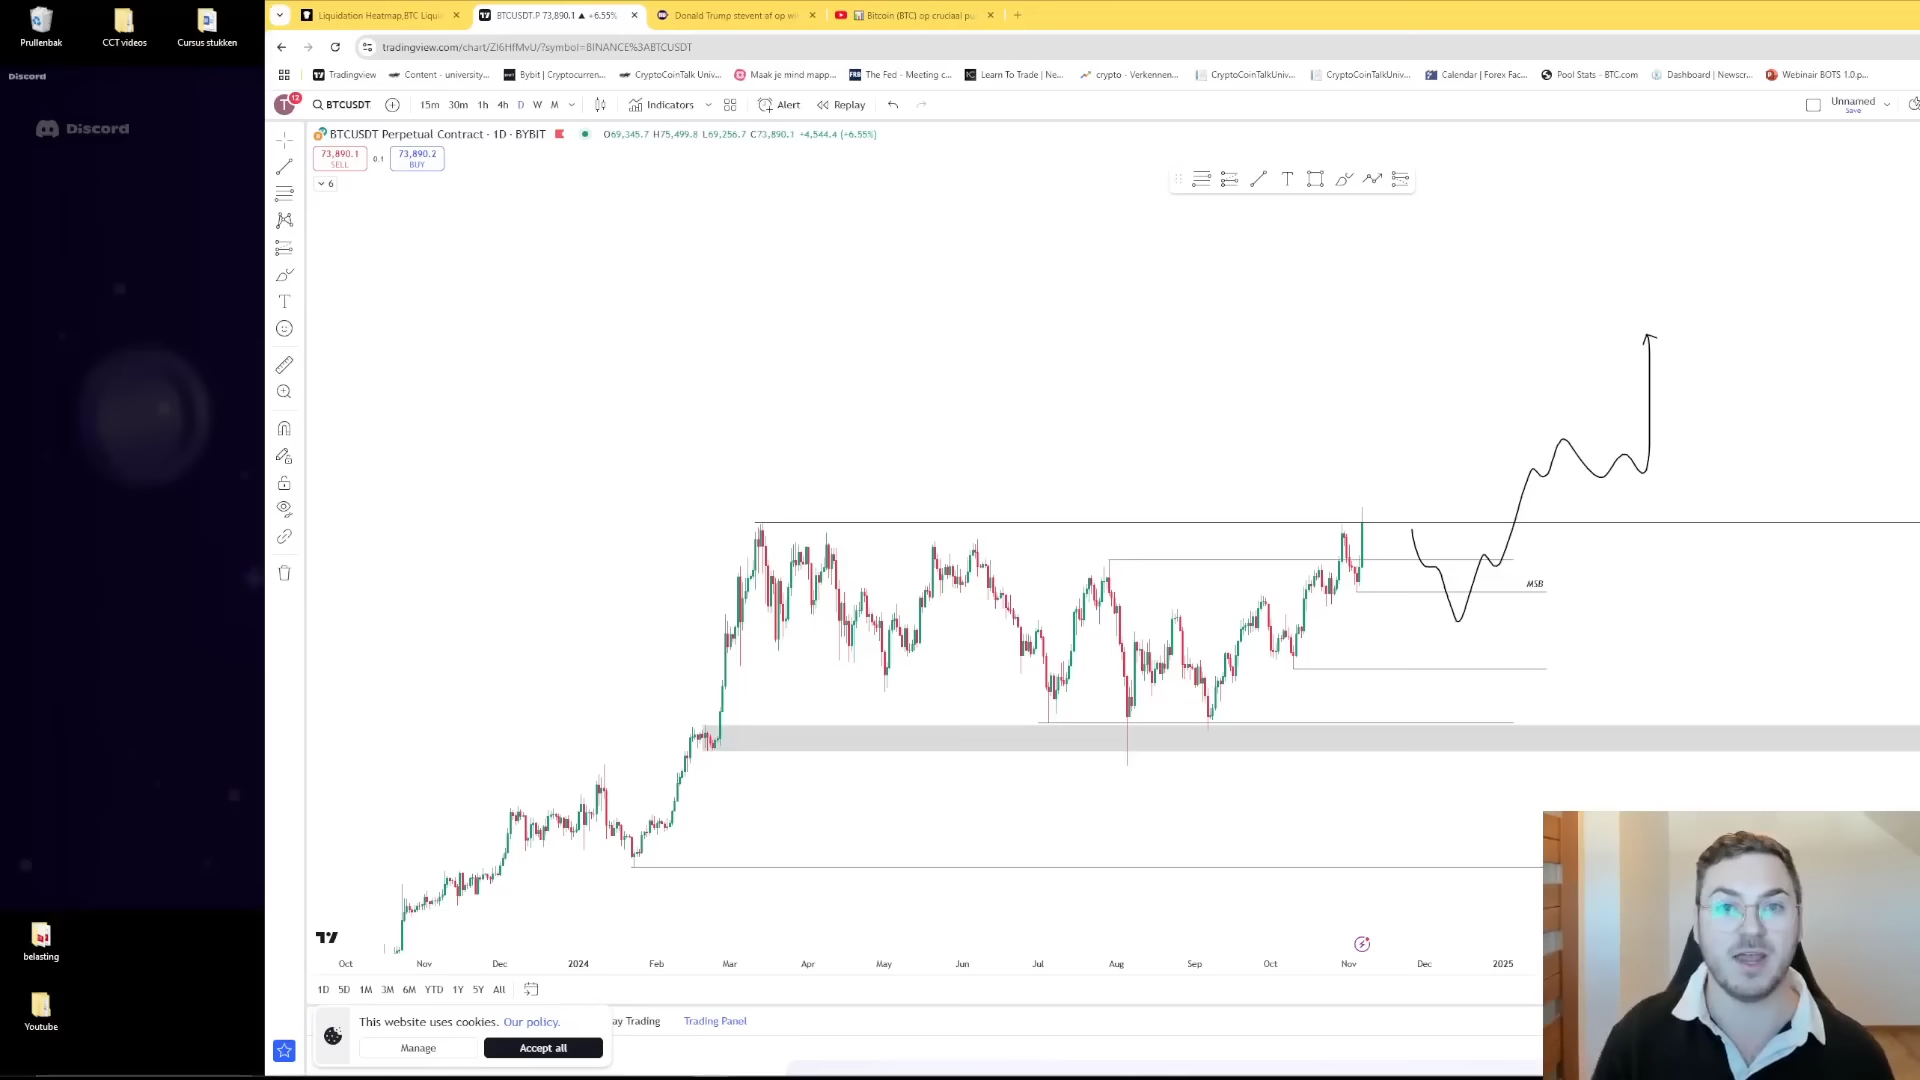 Prullenbak
CCT videos
Cursus stukken
Discord
Discord
belasting
Youtube
Liquidation Heatmap,BTC Liqui
BTCUSDT.P 73,890.1 ▲ +6.55%
Donald Trump stevent af op wi
Bitcoin (BTC) op cruciaal pu
tradingview.com/chart/ZI6HfMvU/?symbol=BINANCE%3ABTCUSDT
Tradingview
Content - university...
Bybit | Cryptocurren...
CryptoCoinTalk Univ...
Maak je mind mapp...
The Fed - Meeting c...
Learn To Trade | Ne...
crypto - Verkennen...
CryptoCoinTalkUniv...
CryptoCoinTalkUniv...
Calendar | Forex Fac...
Pool Stats - BTC.com
Dashboard | Newscr...
Webinair BOTS 1.0.p...
T 12 BTCUSDT 15m 30m 1h 4h D W M Indicators Alert Replay Unnamed
Save
BTCUSDT Perpetual Contract · 1D · BYBIT O69,345.7 H75,499.8 L69,256.7 C73,890.1 +4,544.4 (+6.55%)
73,890.1 0.1 73,890.2
SELL BUY
6
MSB
Oct Nov Dec 2024 Feb Mar Apr May Jun Jul Aug Sep Oct Nov Dec 2025
1D 5D 1M 3M 6M YTD 1Y 5Y All
This website uses cookies. Our policy.
Manage Accept all
ay Trading Trading Panel